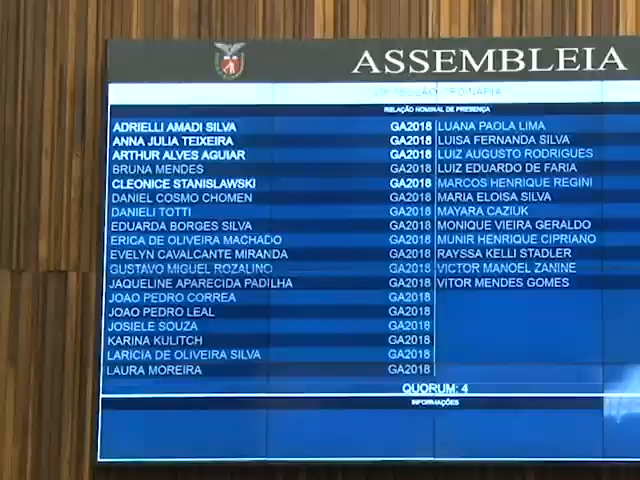 ASSEMBLEIA
SESSÃO ORDINÁRIA
RELAÇÃO NOMINAL DE PRESENÇA
ADRIELLI AMADI SILVA GA2018
ANNA JULIA TEIXEIRA GA2018
ARTHUR ALVES AGUIAR GA2018
BRUNA MENDES GA2018
CLEONICE STANISLAWSKI GA2018
DANIEL COSMO CHOMEN GA2018
DANIELI TOTTI GA2018
EDUARDA BORGES SILVA GA2018
ERICA DE OLIVEIRA MACHADO GA2018
EVELYN CAVALCANTE MIRANDA GA2018
GUSTAVO MIGUEL ROZALINO GA2018
JAQUELINE APARECIDA PADILHA GA2018
JOAO PEDRO CORREA GA2018
JOAO PEDRO LEAL GA2018
JOSIELE SOUZA GA2018
KARINA KULITCH GA2018
LARICIA DE OLIVEIRA SILVA GA2018
LAURA MOREIRA GA2018
LUANA PAOLA LIMA
LUISA FERNANDA SILVA
LUIZ AUGUSTO RODRIGUES
LUIZ EDUARDO DE FARIA
MARCOS HENRIQUE REGINI
MARIA ELOISA SILVA
MAYARA CAZIUK
MONIQUE VIEIRA GERALDO
MUNIR HENRIQUE CIPRIANO
RAYSSA KELLI STADLER
VICTOR MANOEL ZANINE
VITOR MENDES GOMES
QUORUM: 4
INFORMAÇÕES